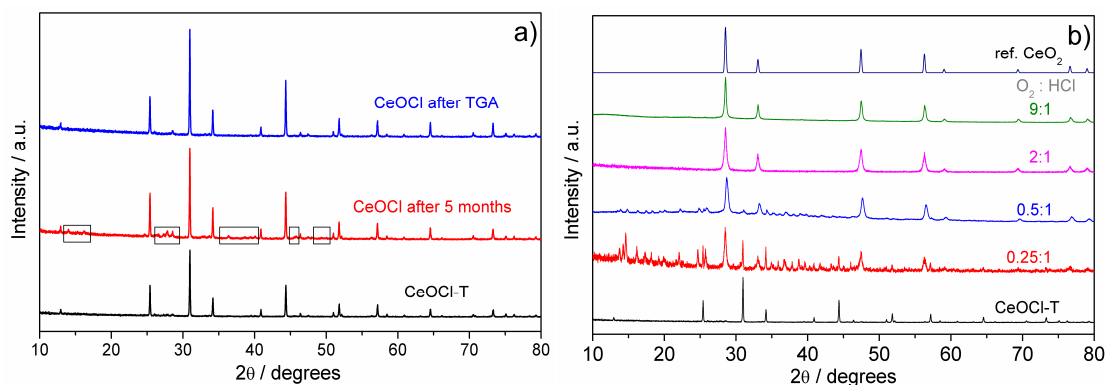 a)
CeOCl after TGA
CeOCl after 5 months
CeOCl-T
Intensity / a.u.
10 20 30 40 50 60 70 80
2θ / degrees
b)
ref. CeO2
O2 : HCl
9:1
2:1
0.5:1
0.25:1
CeOCl-T
Intensity / a.u.
10 20 30 40 50 60 70 80
2θ / degrees